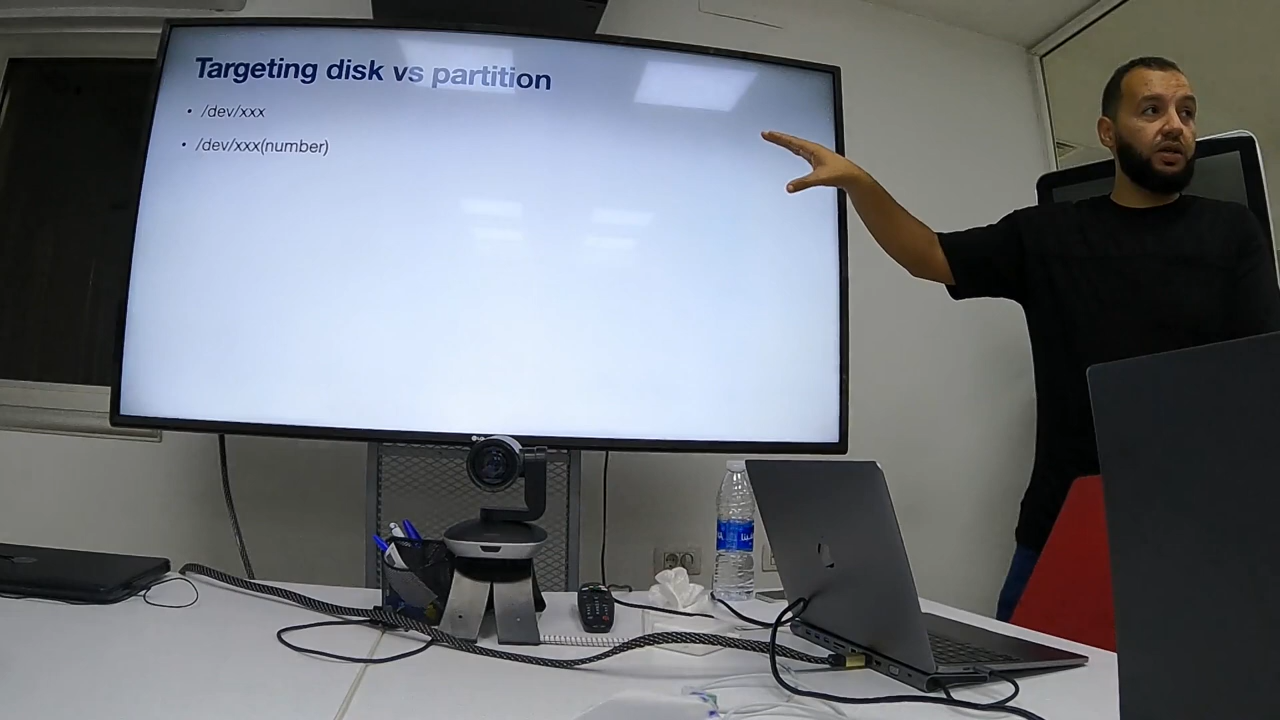 Targeting disk vs partition
• /dev/xxx
• /dev/xxx(number)